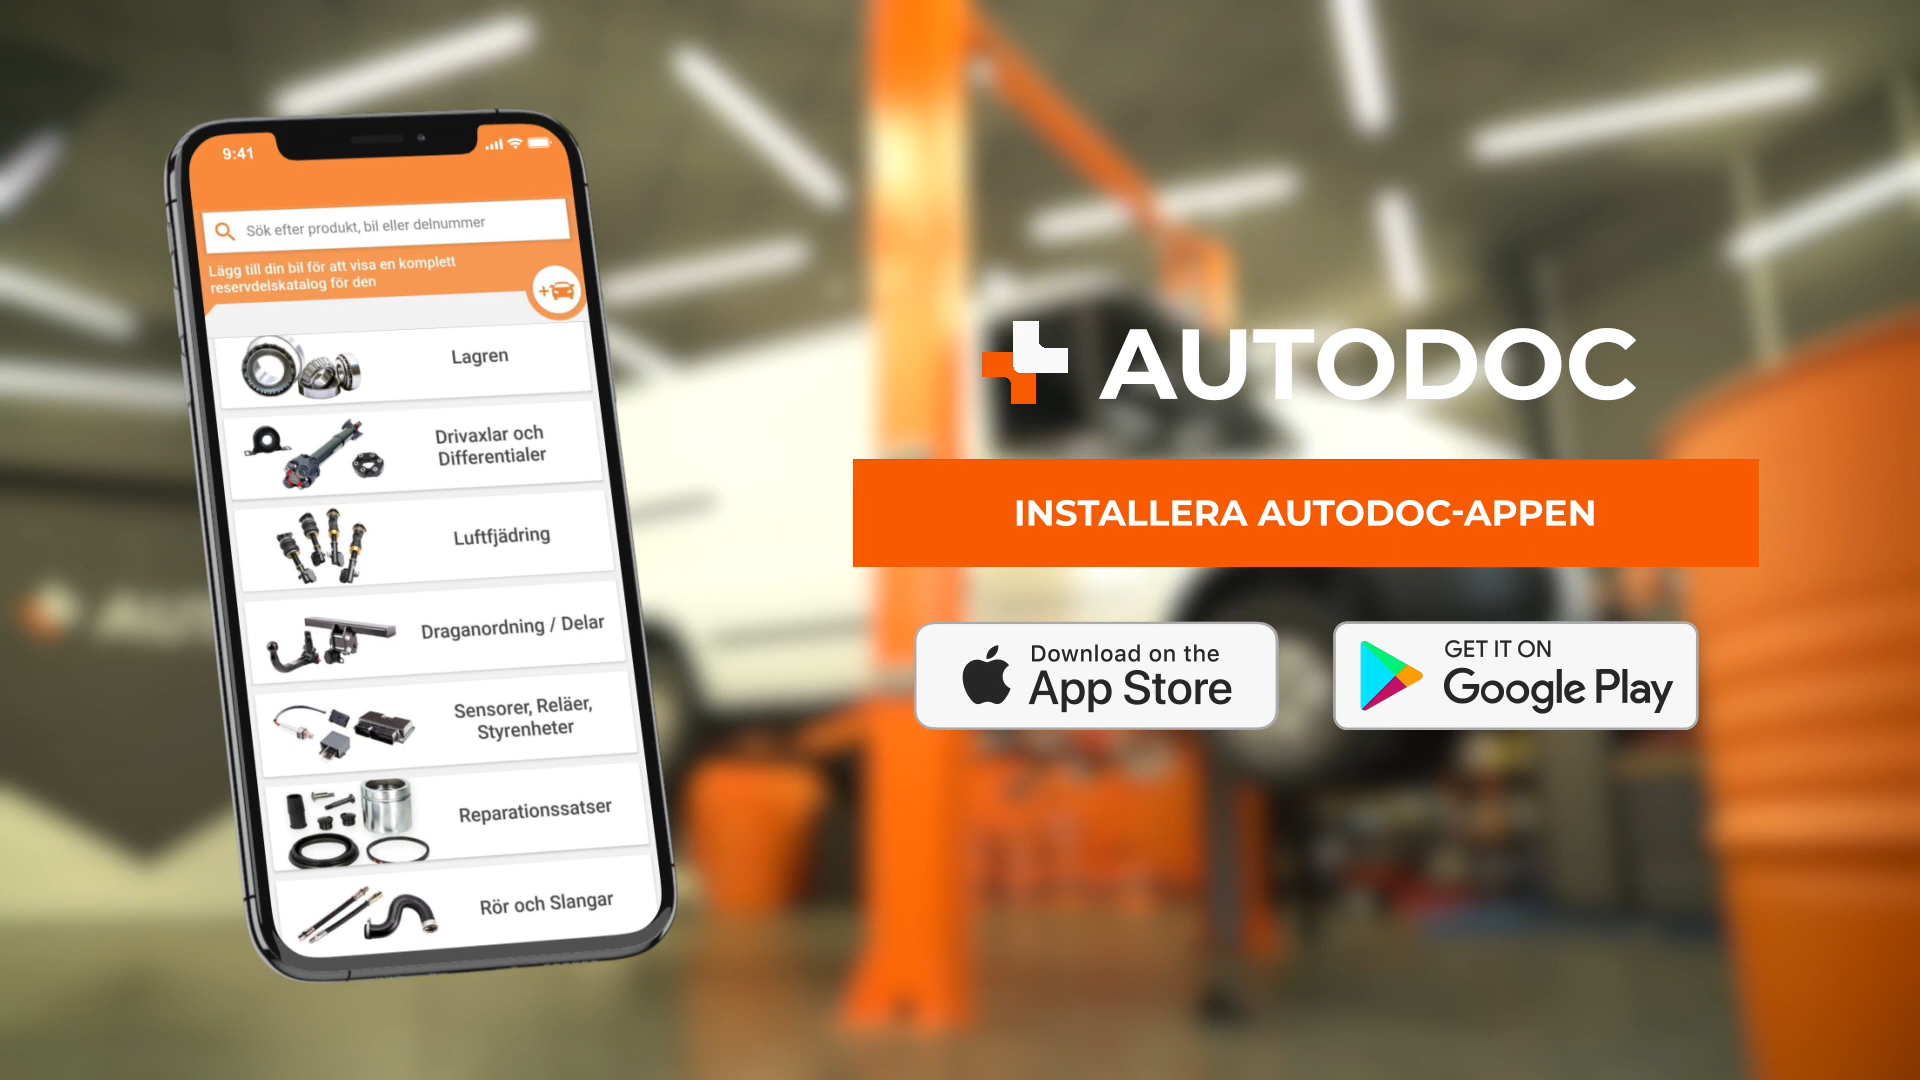 9:41
Sök efter produkt, bil eller delnummer
Lägg till din bil för att visa en komplett
reservdelskatalog för den
Lagren
Drivaxlar och
Differentialer
Luftfjädring
Draganordning / Delar
Sensorer, Reläer,
Styrenheter
Reparationssatser
Rör och Slangar
AUTODOC
INSTALLERA AUTODOC-APPEN
Download on the
App Store
GET IT ON
Google Play
AUT